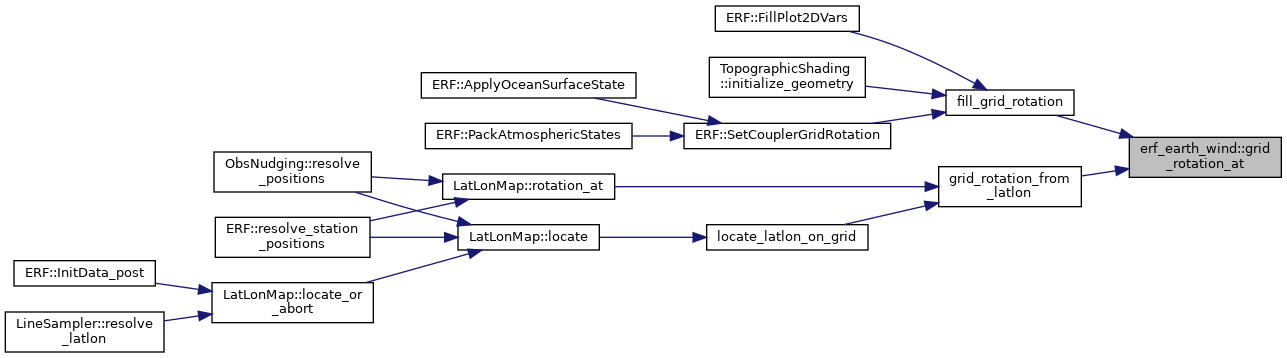 ERF::FillPlot2DVars
TopographicShading
::initialize_geometry
ERF::ApplyOceanSurfaceState
fill_grid_rotation
ERF::PackAtmosphericStates
ERF::SetCouplerGridRotation
erf_earth_wind::grid
_rotation_at
ObsNudging::resolve
_positions
LatLonMap::rotation_at
grid_rotation_from
_latlon
ERF::resolve_station
_positions
LatLonMap::locate
locate_latlon_on_grid
ERF::InitData_post
LatLonMap::locate_or
_abort
LineSampler::resolve
_latlon